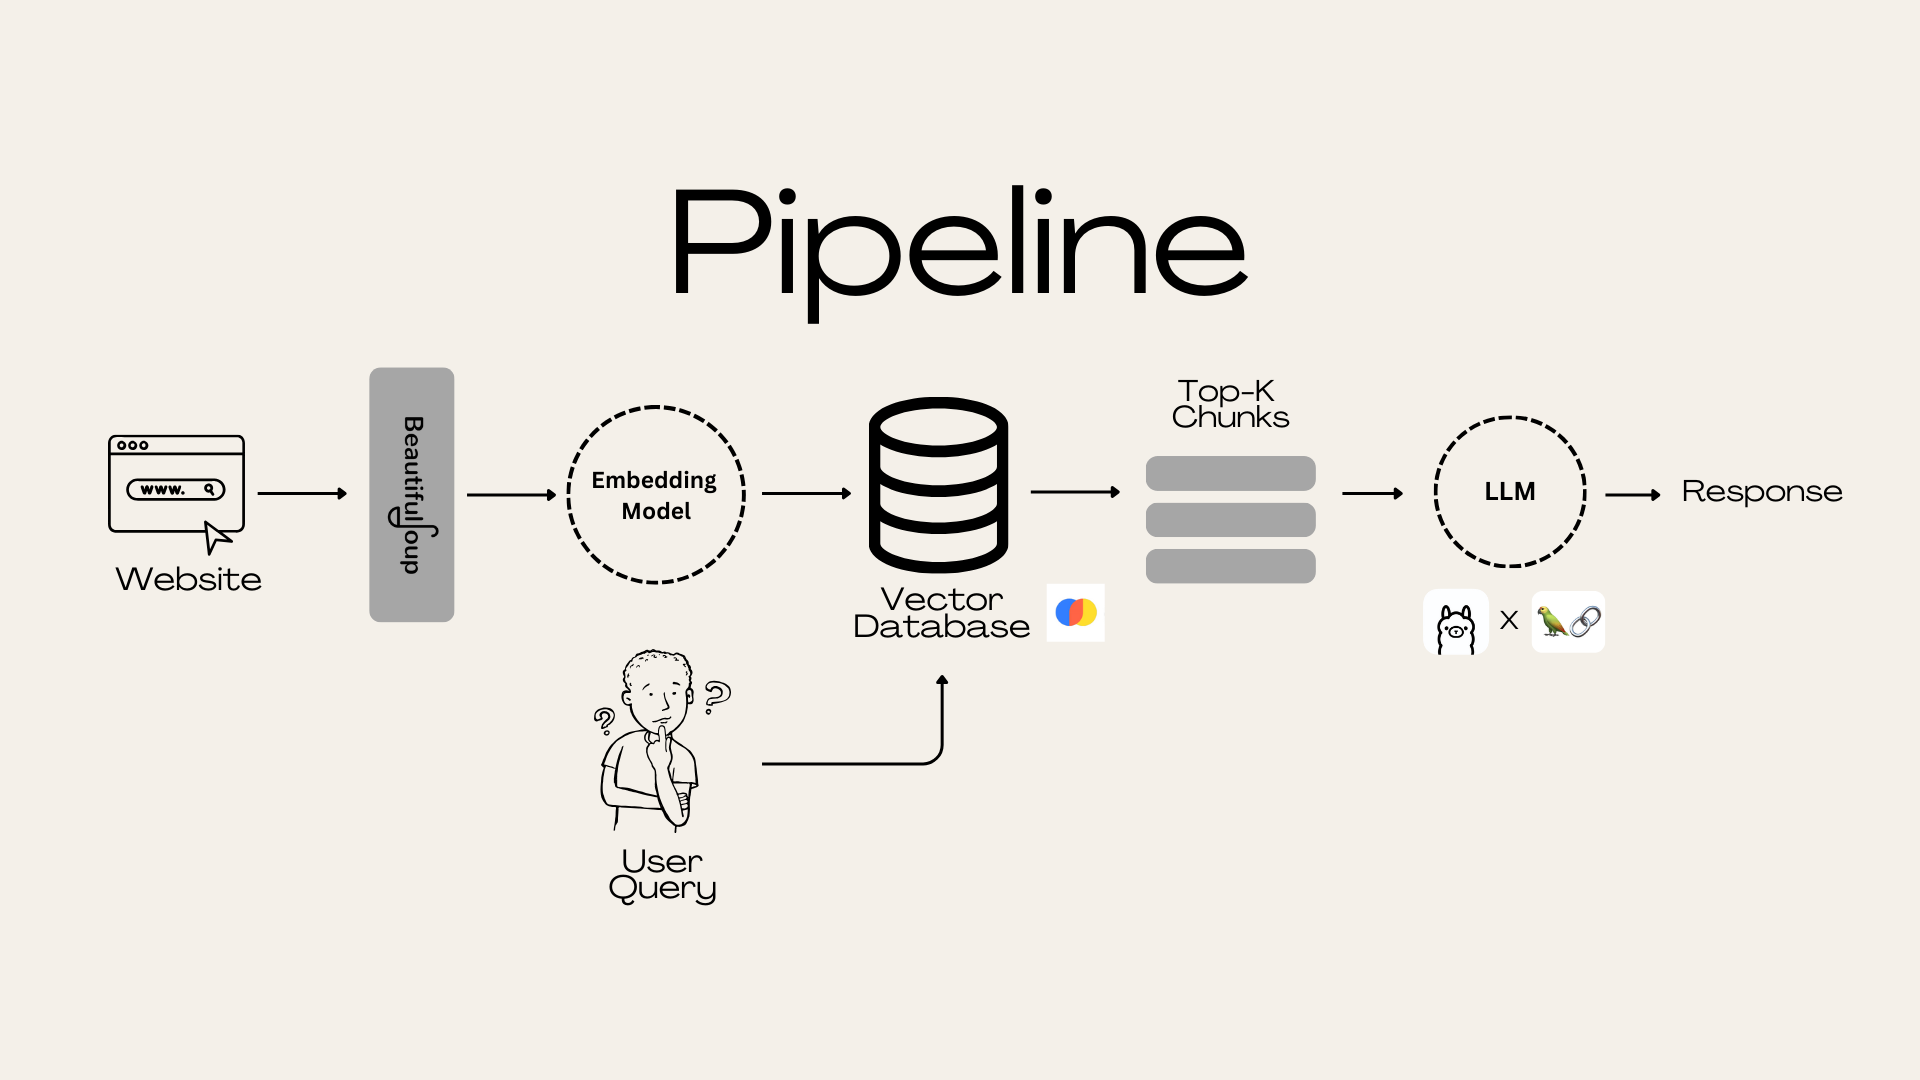 Pipeline
www.
Website
BeautifulSoup
Embedding
Model
Vector
Database
Top-K
Chunks
LLM
X
Response
? ?
User
Query